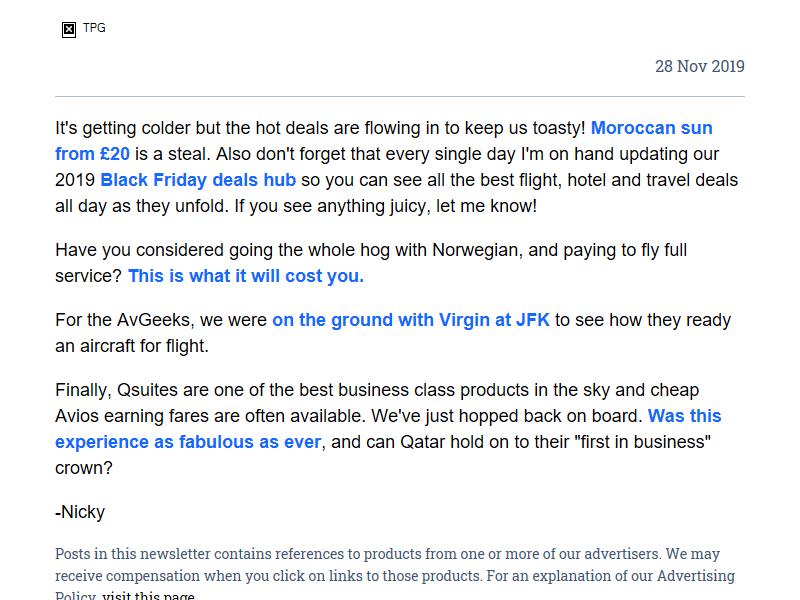 TPG
28 Nov 2019
It's getting colder but the hot deals are flowing in to keep us toasty! Moroccan sun
from £20 is a steal. Also don't forget that every single day I'm on hand updating our
2019 Black Friday deals hub so you can see all the best flight, hotel and travel deals
all day as they unfold. If you see anything juicy, let me know!
Have you considered going the whole hog with Norwegian, and paying to fly full
service? This is what it will cost you.
For the AvGeeks, we were on the ground with Virgin at JFK to see how they ready
an aircraft for flight.
Finally, Qsuites are one of the best business class products in the sky and cheap
Avios earning fares are often available. We've just hopped back on board. Was this
experience as fabulous as ever, and can Qatar hold on to their "first in business"
crown?
-Nicky
Posts in this newsletter contains references to products from one or more of our advertisers. We may
receive compensation when you click on links to those products. For an explanation of our Advertising
Policy, visit this page